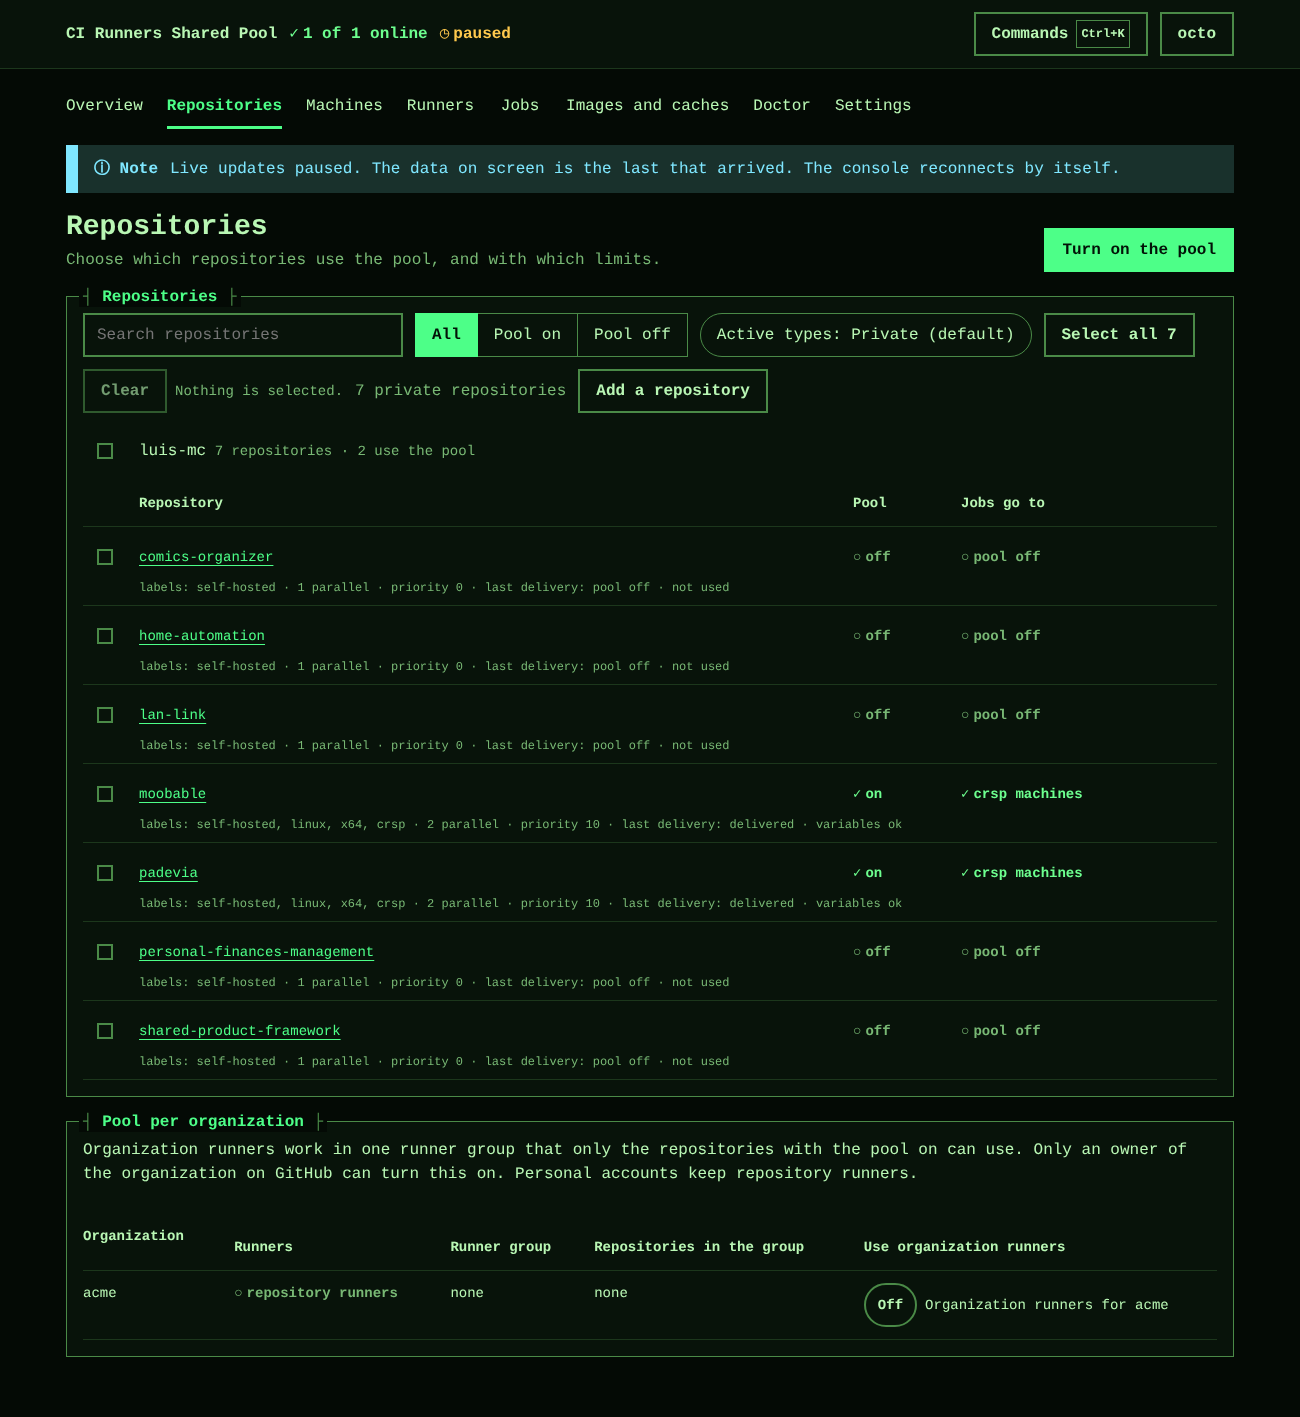 CI Runners Shared Pool ✓ 1 of 1 online ◷ paused
Commands Ctrl+K octo
Overview Repositories Machines Runners Jobs Images and caches Doctor Settings
ⓘ Note Live updates paused. The data on screen is the last that arrived. The console reconnects by itself.
Repositories
Choose which repositories use the pool, and with which limits.
Turn on the pool
┤ Repositories ├
Search repositories All Pool on Pool off Active types: Private (default) Select all 7
Clear Nothing is selected. 7 private repositories Add a repository
luis-mc 7 repositories · 2 use the pool
Repository Pool Jobs go to
comics-organizer ○ off ○ pool off
labels: self-hosted · 1 parallel · priority 0 · last delivery: pool off · not used
home-automation ○ off ○ pool off
labels: self-hosted · 1 parallel · priority 0 · last delivery: pool off · not used
lan-link ○ off ○ pool off
labels: self-hosted · 1 parallel · priority 0 · last delivery: pool off · not used
moobable ✓ on ✓ crsp machines
labels: self-hosted, linux, x64, crsp · 2 parallel · priority 10 · last delivery: delivered · variables ok
padevia ✓ on ✓ crsp machines
labels: self-hosted, linux, x64, crsp · 2 parallel · priority 10 · last delivery: delivered · variables ok
personal-finances-management ○ off ○ pool off
labels: self-hosted · 1 parallel · priority 0 · last delivery: pool off · not used
shared-product-framework ○ off ○ pool off
labels: self-hosted · 1 parallel · priority 0 · last delivery: pool off · not used
┤ Pool per organization ├
Organization runners work in one runner group that only the repositories with the pool on can use. Only an owner of
the organization on GitHub can turn this on. Personal accounts keep repository runners.
Organization Runners Runner group Repositories in the group Use organization runners
acme ○ repository runners none none Off Organization runners for acme